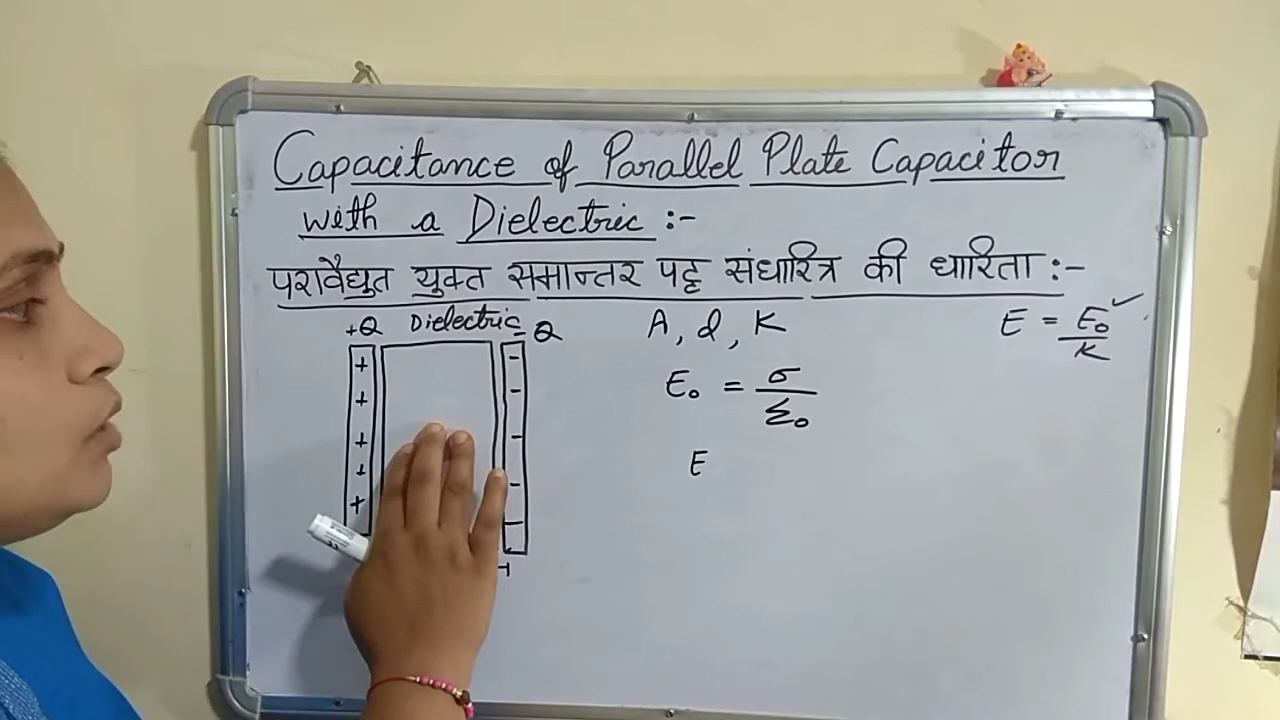 Capacitance of Parallel Plate Capacitor
with a Dielectric :-
परावैद्युत युक्त समान्तर पट्ट संधारित्र की धारिता :-
+Q Dielectric -Q
A, d, K
E = E₀/K ✓
E₀ = σ/ε₀
E
+ + + + +
- - - - - -